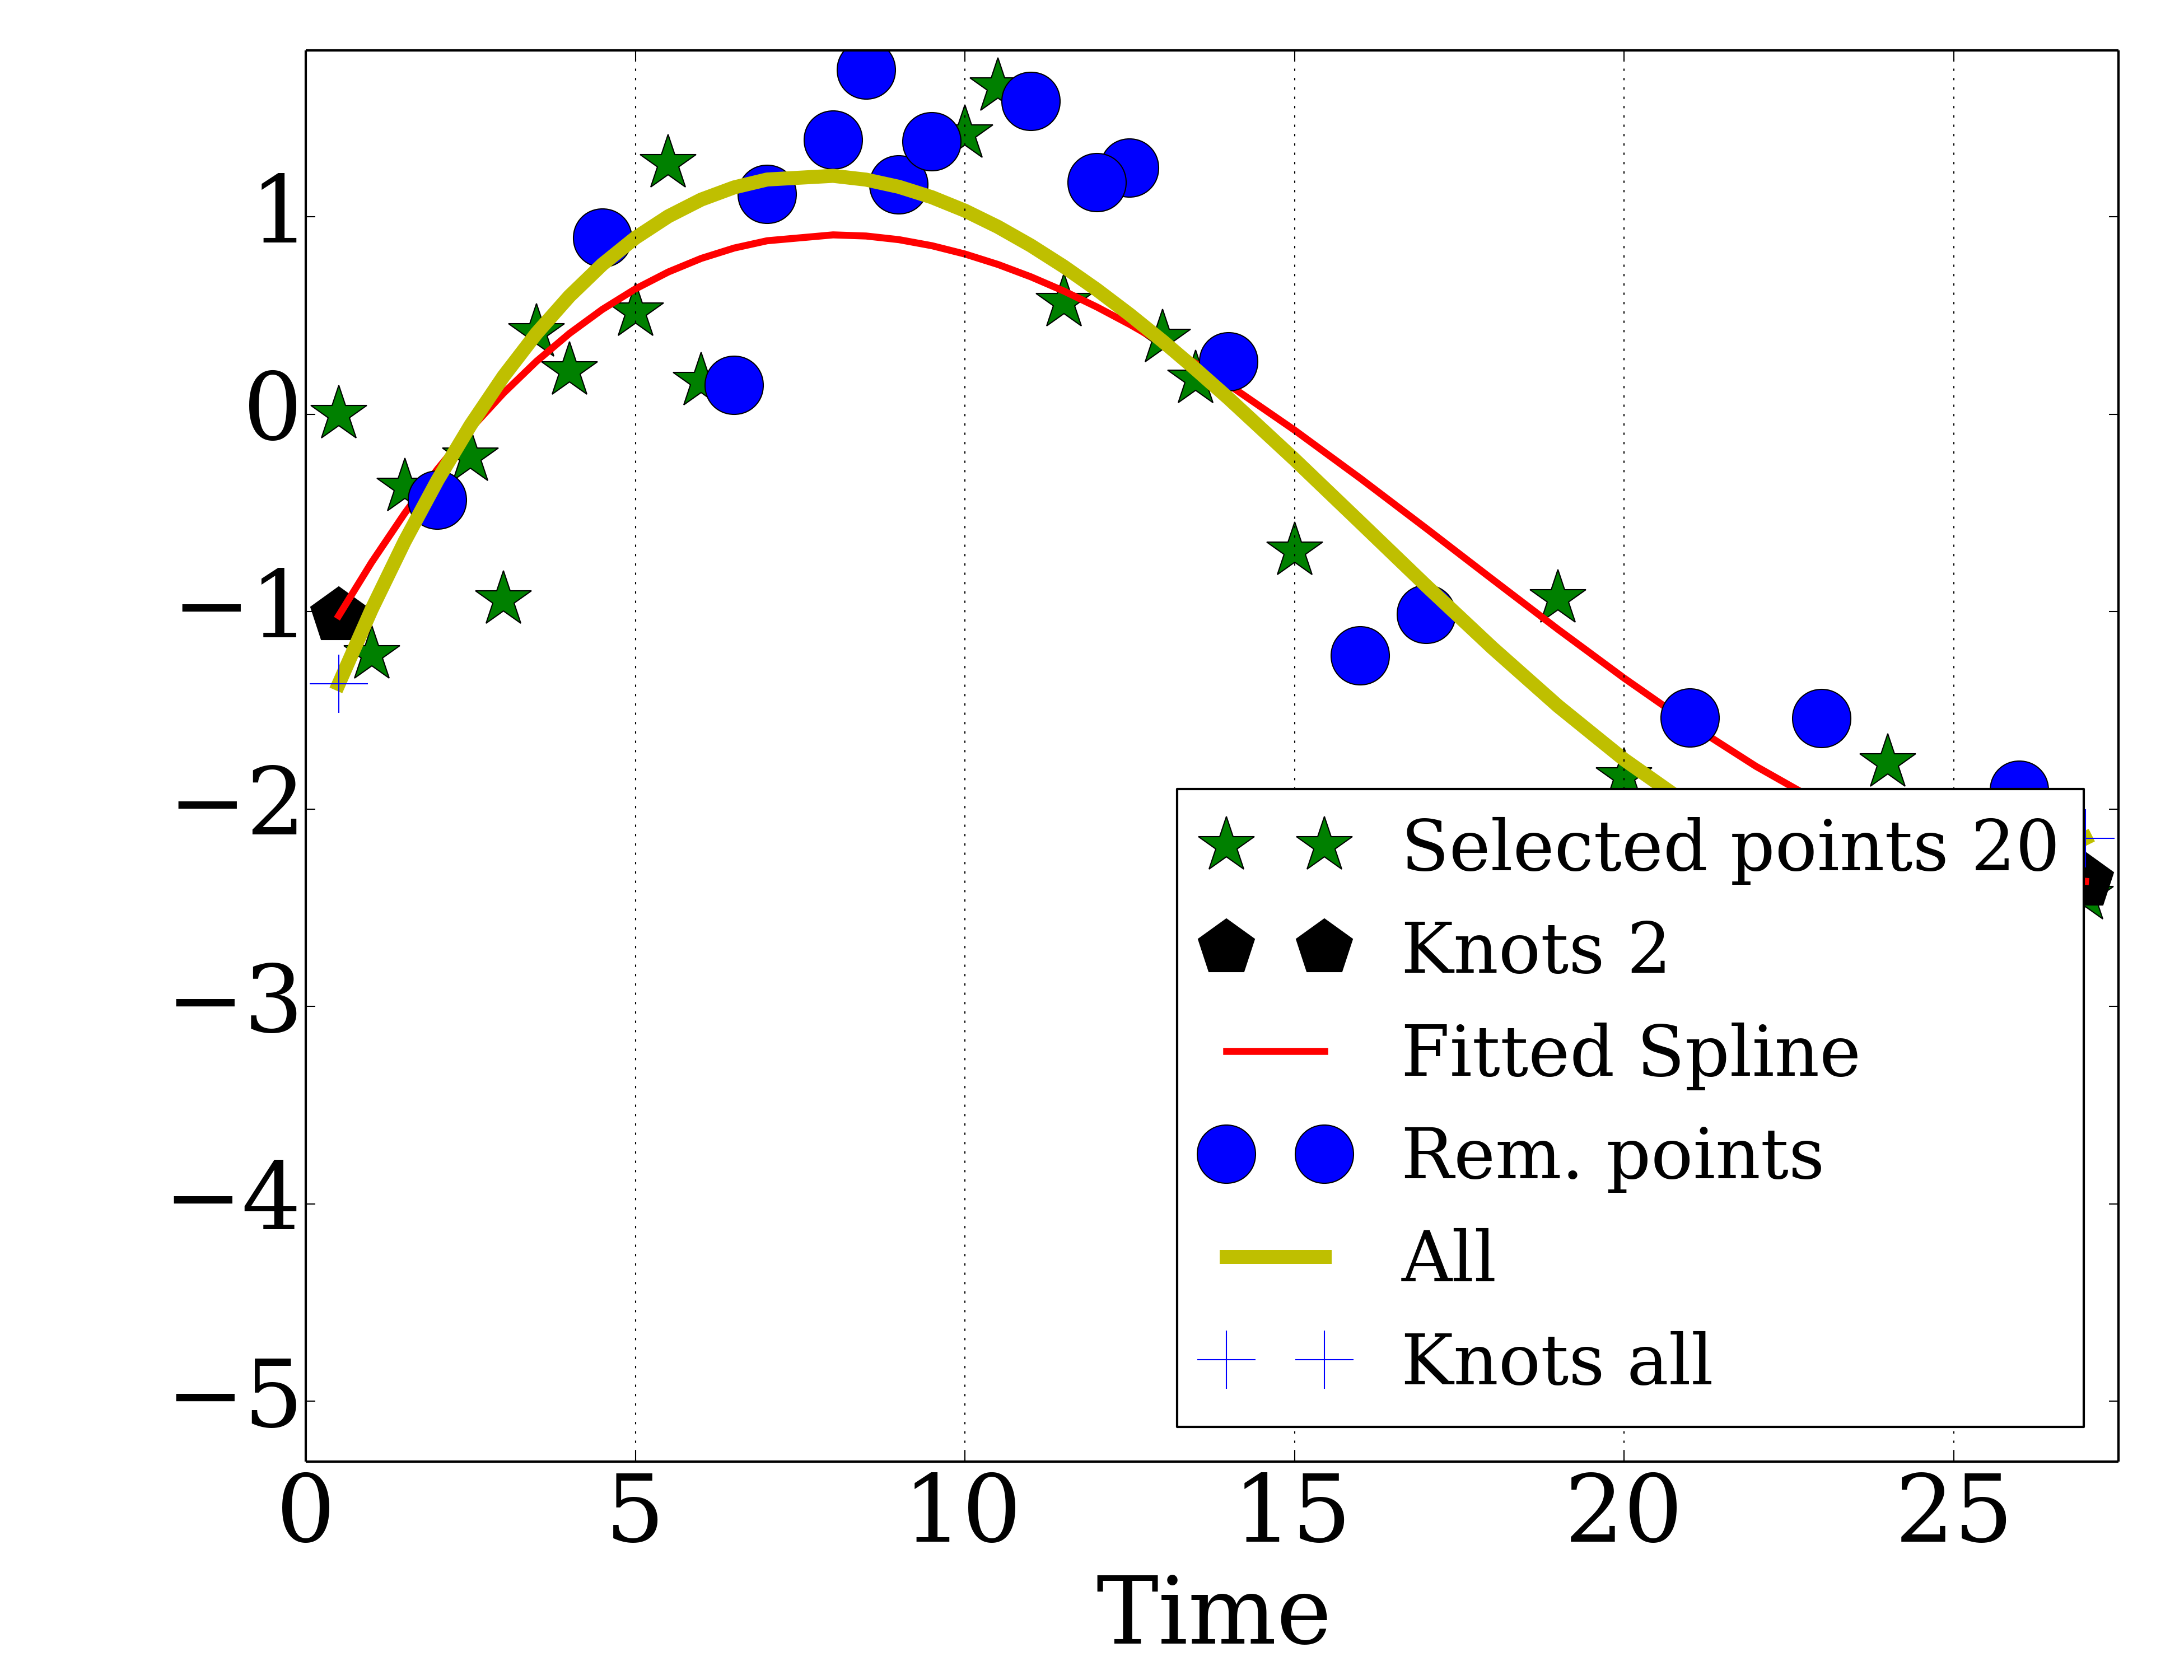 1
0
−1
−2
−3
−4
−5
Selected points 20
Knots 2
Fitted Spline
Rem. points
All
Knots all
0 5 10 15 20 25
Time